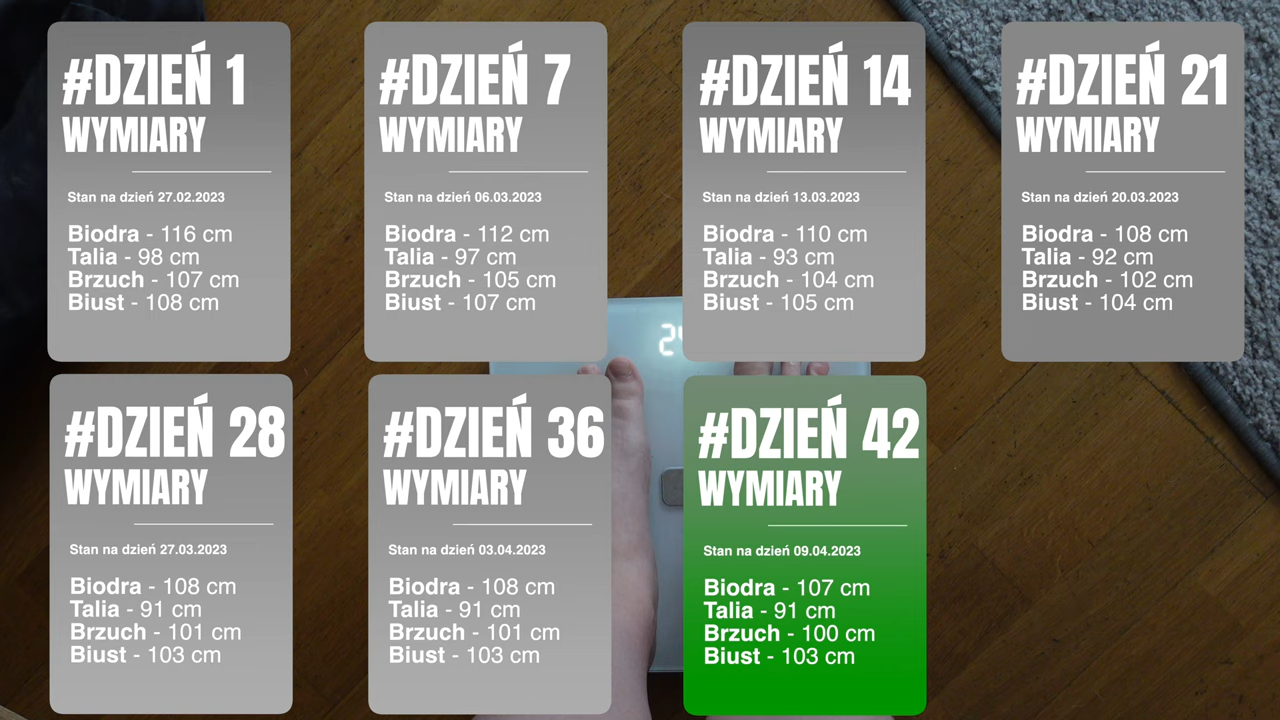 #DZIEŃ 1
WYMIARY
Stan na dzień 27.02.2023
Biodra - 116 cm
Talia - 98 cm
Brzuch - 107 cm
Biust - 108 cm
#DZIEŃ 7
WYMIARY
Stan na dzień 06.03.2023
Biodra - 112 cm
Talia - 97 cm
Brzuch - 105 cm
Biust - 107 cm
#DZIEŃ 14
WYMIARY
Stan na dzień 13.03.2023
Biodra - 110 cm
Talia - 93 cm
Brzuch - 104 cm
Biust - 105 cm
#DZIEŃ 21
WYMIARY
Stan na dzień 20.03.2023
Biodra - 108 cm
Talia - 92 cm
Brzuch - 102 cm
Biust - 104 cm
#DZIEŃ 28
WYMIARY
Stan na dzień 27.03.2023
Biodra - 108 cm
Talia - 91 cm
Brzuch - 101 cm
Biust - 103 cm
#DZIEŃ 36
WYMIARY
Stan na dzień 03.04.2023
Biodra - 108 cm
Talia - 91 cm
Brzuch - 101 cm
Biust - 103 cm
#DZIEŃ 42
WYMIARY
Stan na dzień 09.04.2023
Biodra - 107 cm
Talia - 91 cm
Brzuch - 100 cm
Biust - 103 cm